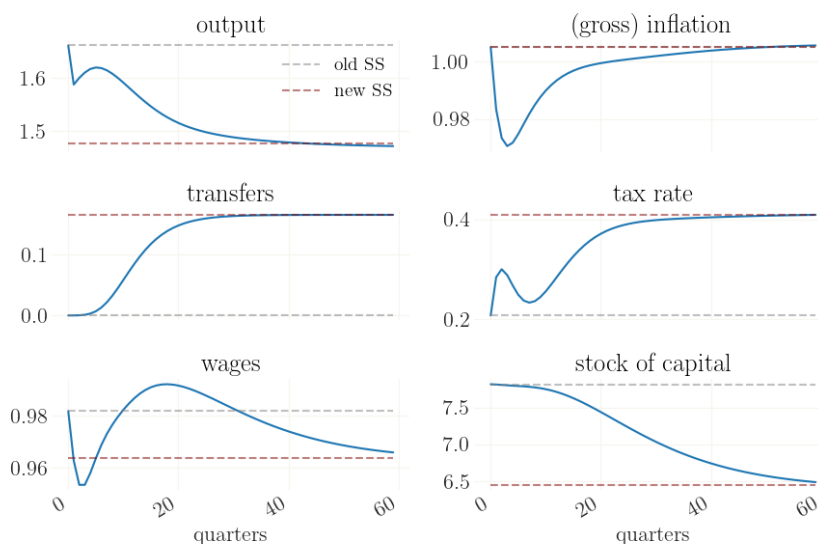 output
1.6
1.5
old SS
new SS
(gross) inflation
1.00
0.98
transfers
0.1
0.0
tax rate
0.4
0.2
wages
0.98
0.96
0
20
40
60
quarters
stock of capital
7.5
7.0
6.5
0
20
40
60
quarters